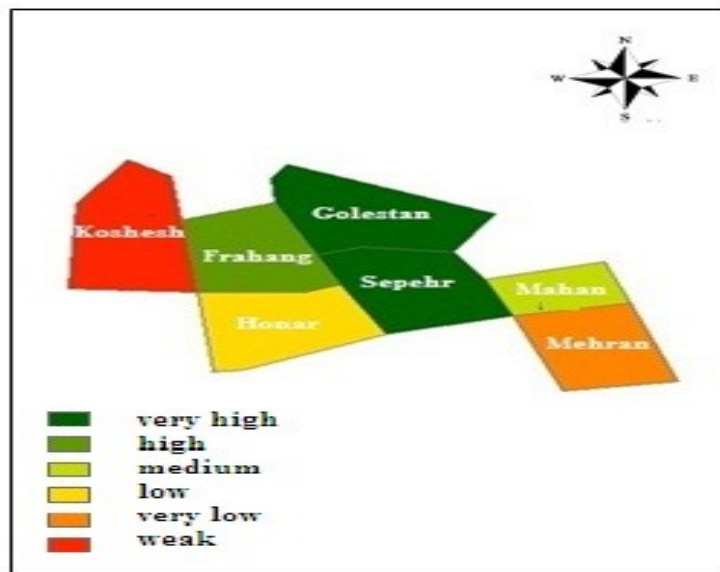 N
W E
S
Golestan
Koshesh
Frahang
Sepehr
Mahan
Honar
Mehran
very high
high
medium
low
very low
weak